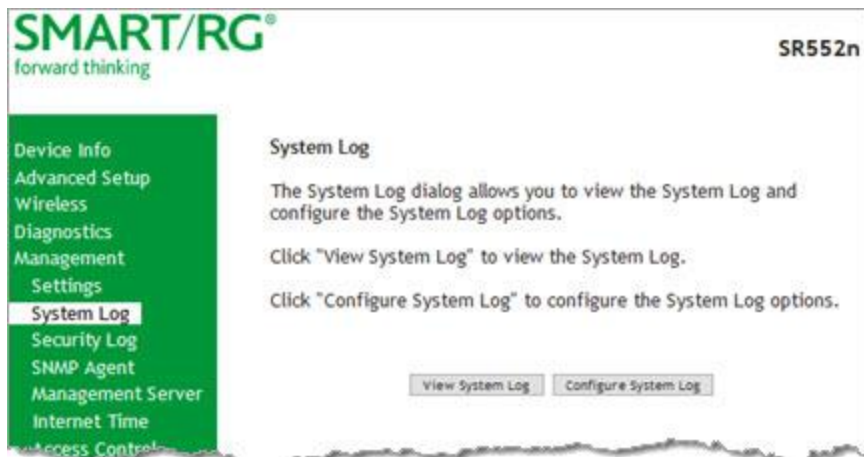 SMART/RG®
forward thinking
SR552n
Device Info
Advanced Setup
Wireless
Diagnostics
Management
Settings
System Log
Security Log
SNMP Agent
Management Server
Internet Time
Access Control
System Log
The System Log dialog allows you to view the System Log and
configure the System Log options.
Click "View System Log" to view the System Log.
Click "Configure System Log" to configure the System Log options.
View System Log
Configure System Log